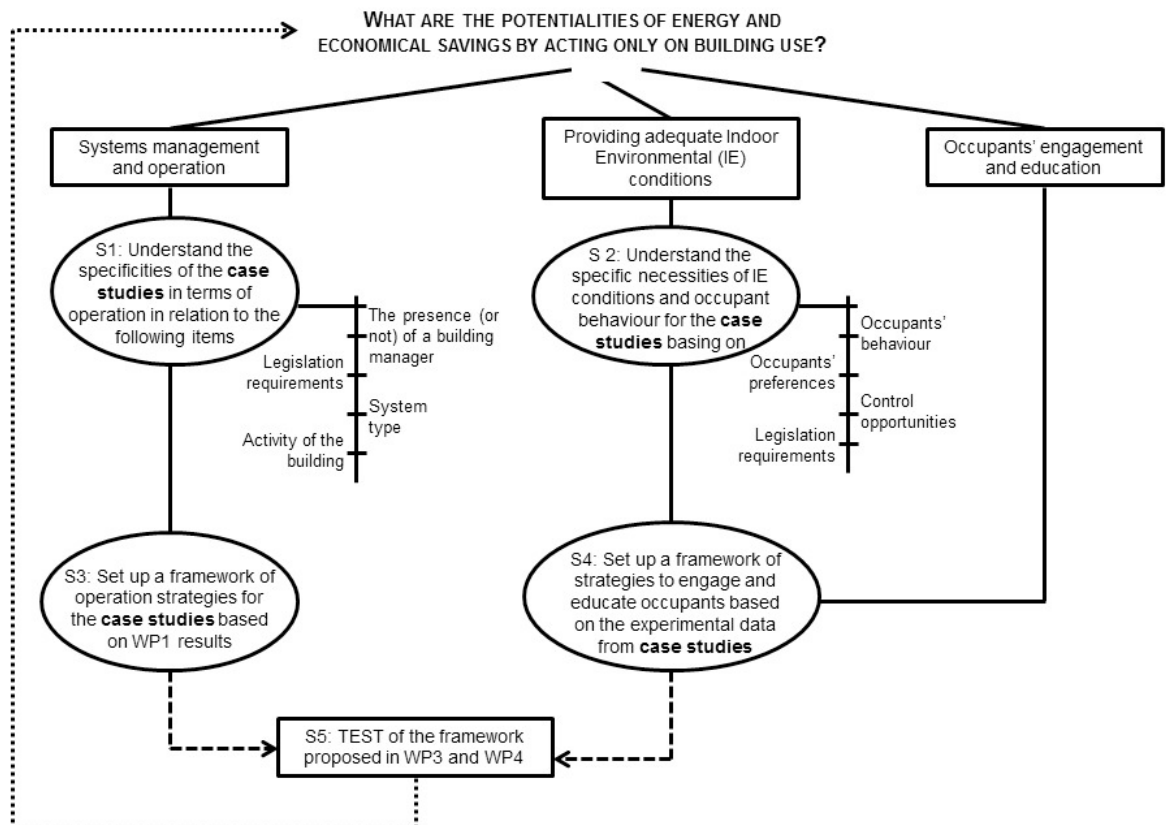 WHAT ARE THE POTENTIALITIES OF ENERGY AND
ECONOMICAL SAVINGS BY ACTING ONLY ON BUILDING USE?
Systems management
and operation
Providing adequate Indoor
Environmental (IE)
conditions
Occupants' engagement
and education
S1: Understand the
specificities of the case
studies in terms of
operation in relation to the
following items
The presence (or
not) of a building
manager
Legislation
requirements
System
type
Activity of the
building
S 2: Understand the
specific necessities of IE
conditions and occupant
behaviour for the case
studies basing on
Occupants'
behaviour
Occupants'
preferences
Control
opportunities
Legislation
requirements
S3: Set up a framework of
operation strategies for
the case studies based
on WP1 results
S4: Set up a framework of
strategies to engage and
educate occupants based
on the experimental data
from case studies
S5: TEST of the framework
proposed in WP3 and WP4